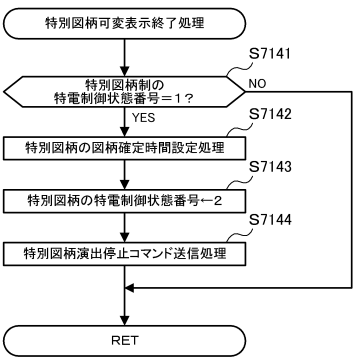 特別図柄可変表示終了処理
S7141
特別図柄制の
特電制御状態番号＝1？
NO
YES
S7142
特別図柄の図柄確定時間設定処理
S7143
特別図柄の特電制御状態番号←2
S7144
特別図柄演出停止コマンド送信処理
RET